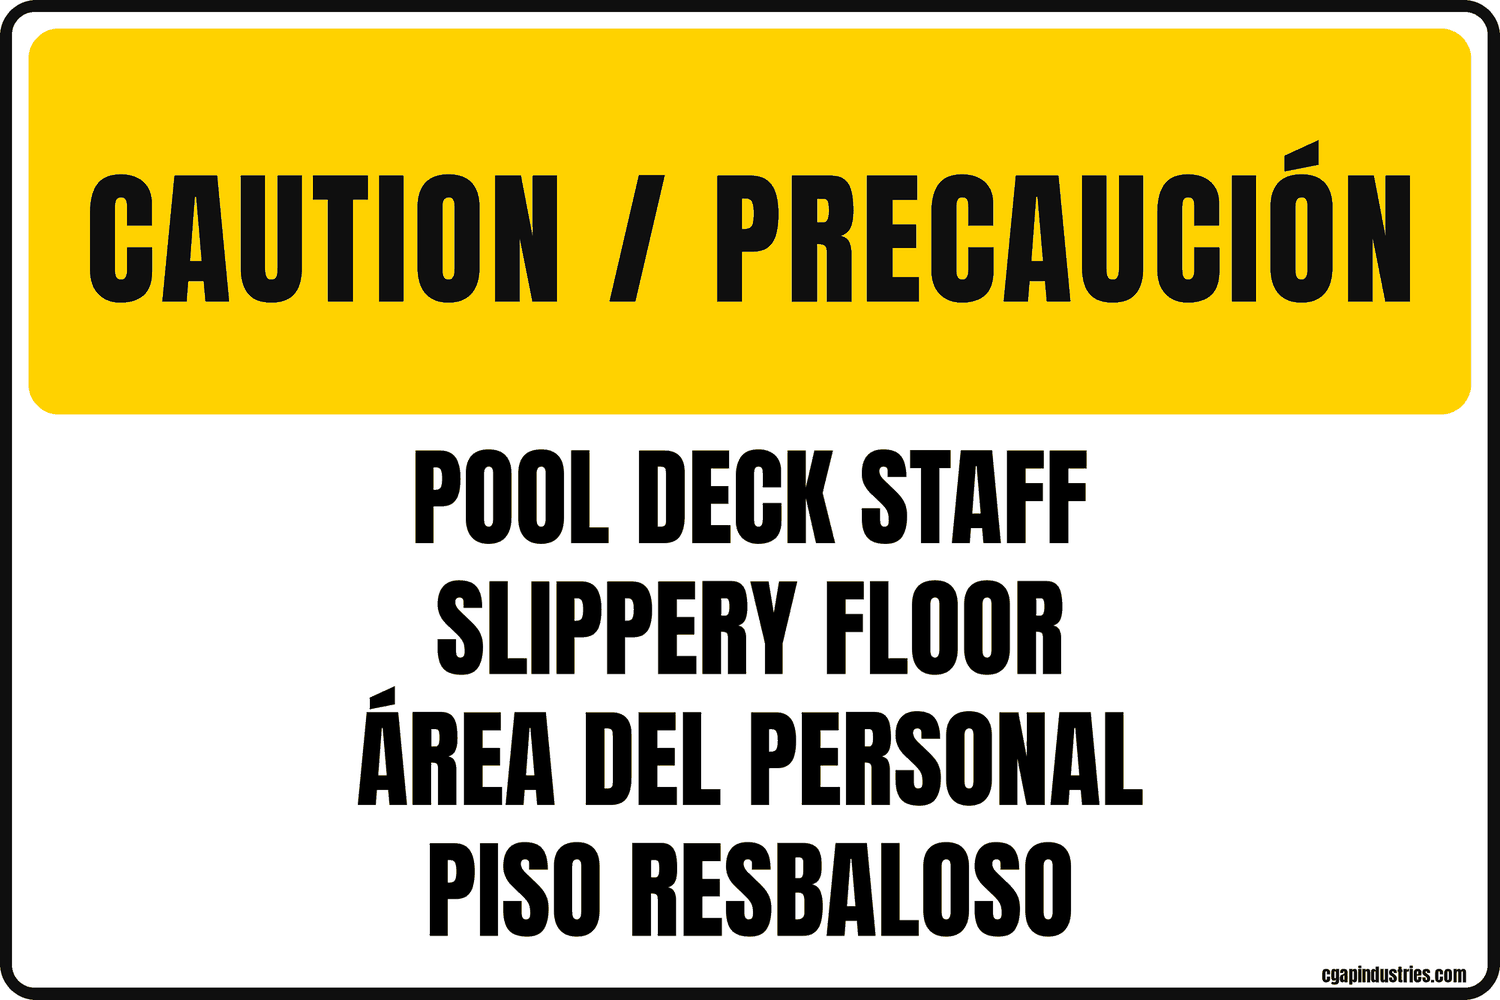 CAUTION / PRECAUCIÓN
POOL DECK STAFF
SLIPPERY FLOOR
ÁREA DEL PERSONAL
PISO RESBALOSO
cgapindustries.com